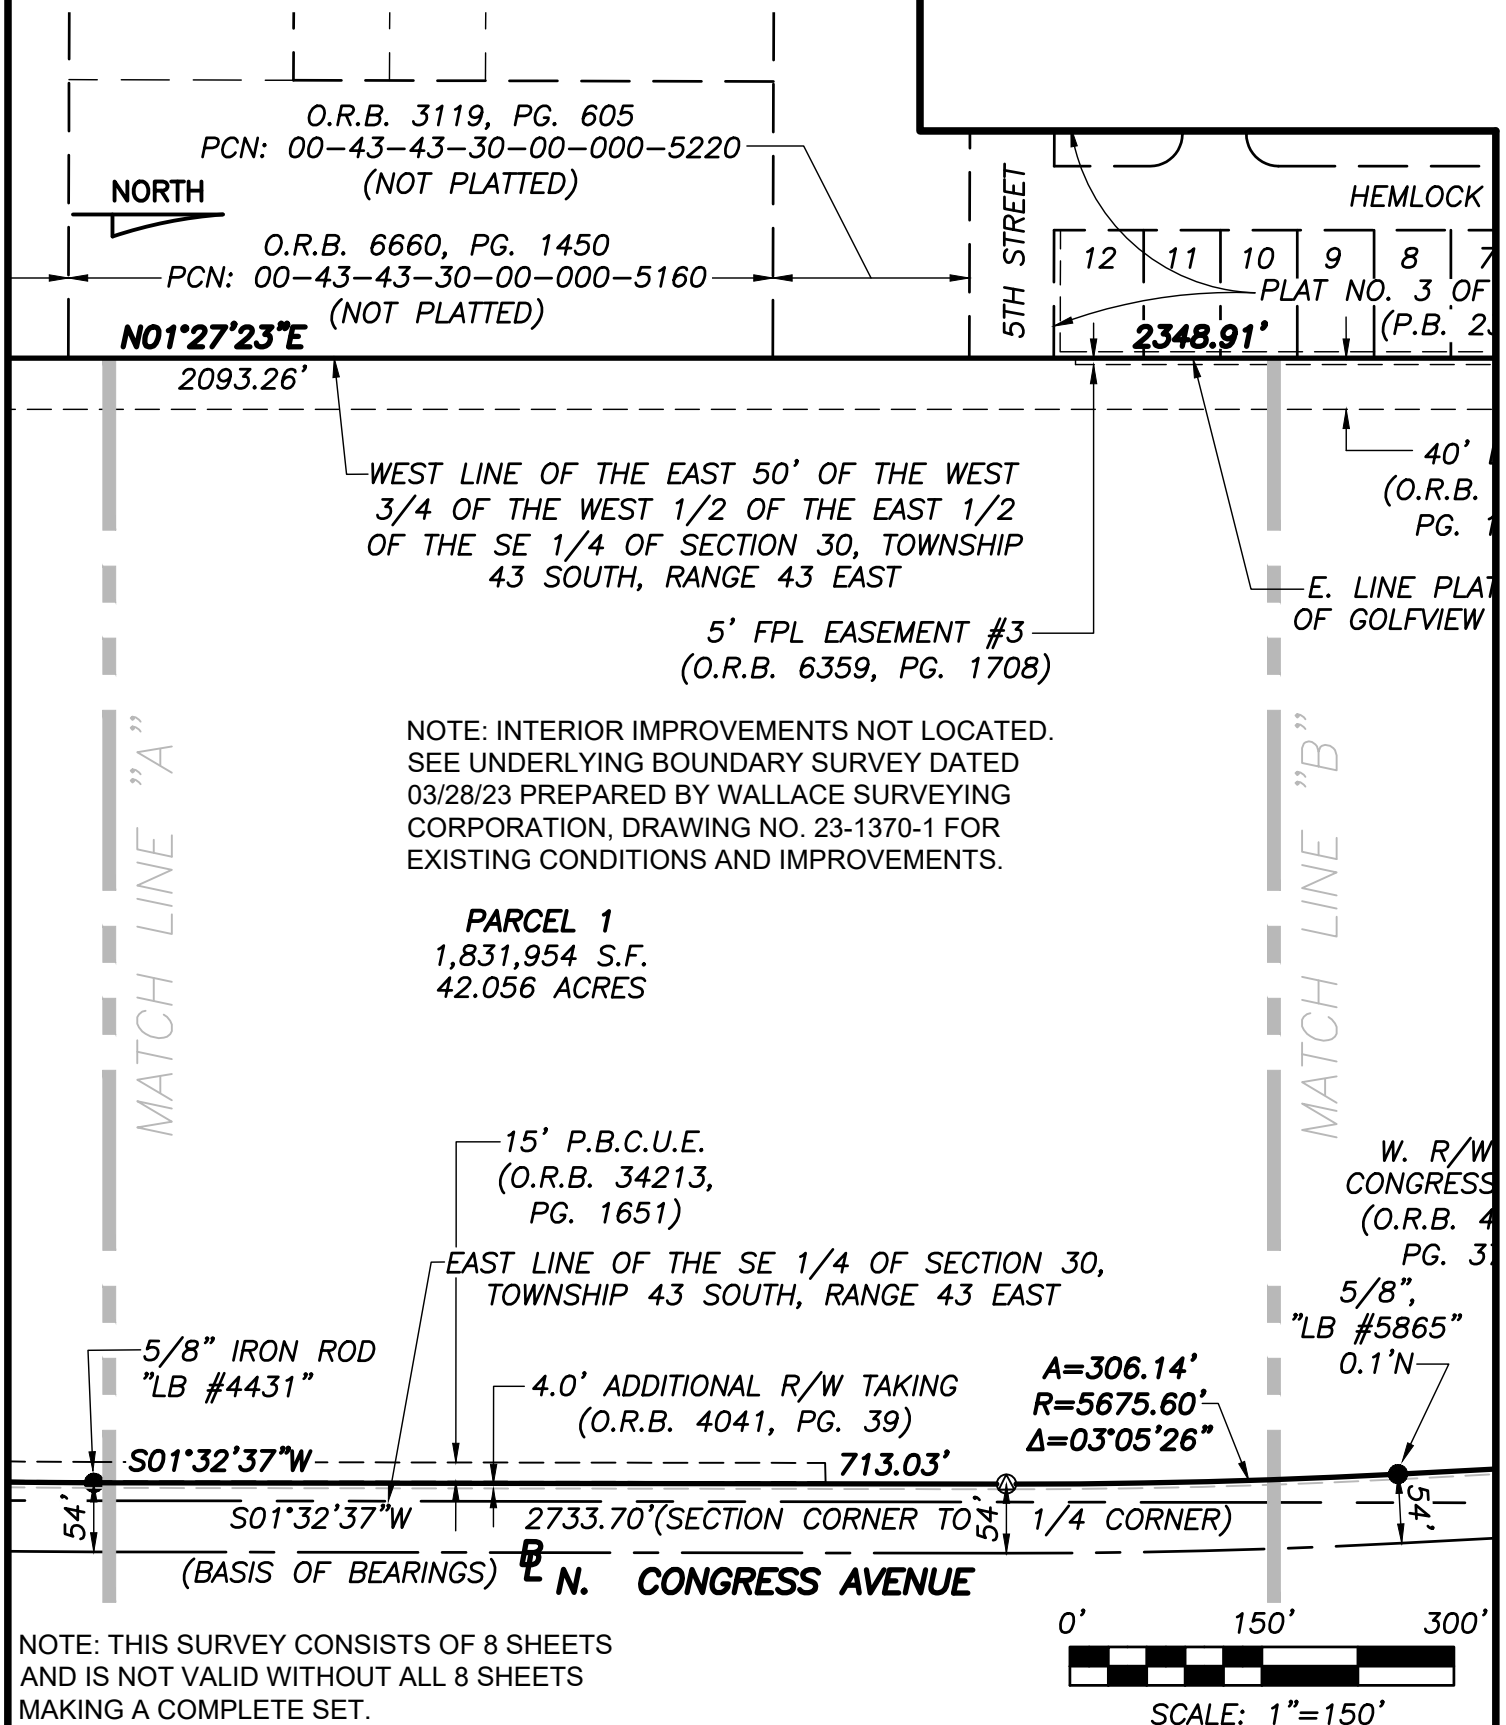 O.R.B. 3119, PG. 605
PCN: 00-43-43-30-00-000-5220
(NOT PLATTED)
NORTH
O.R.B. 6660, PG. 1450
PCN: 00-43-43-30-00-000-5160
(NOT PLATTED)
5TH STREET
HEMLOCK
12 11 10 9 8 7
PLAT NO. 3 OF
(P.B.
N01°27'23"E
2348.91'
2093.26'
WEST LINE OF THE EAST 50' OF THE WEST
3/4 OF THE WEST 1/2 OF THE EAST 1/2
OF THE SE 1/4 OF SECTION 30, TOWNSHIP
43 SOUTH, RANGE 43 EAST
40'
(O.R.B.
PG.
E. LINE PLAT
OF GOLFVIEW
5' FPL EASEMENT #3
(O.R.B. 6359, PG. 1708)
NOTE: INTERIOR IMPROVEMENTS NOT LOCATED.
SEE UNDERLYING BOUNDARY SURVEY DATED
03/28/23 PREPARED BY WALLACE SURVEYING
CORPORATION, DRAWING NO. 23-1370-1 FOR
EXISTING CONDITIONS AND IMPROVEMENTS.
MATCH LINE "A"
MATCH LINE "B"
PARCEL 1
1,831,954 S.F.
42.056 ACRES
15' P.B.C.U.E.
(O.R.B. 34213,
PG. 1651)
W. R/W
CONGRESS
(O.R.B.
PG.
EAST LINE OF THE SE 1/4 OF SECTION 30,
TOWNSHIP 43 SOUTH, RANGE 43 EAST
5/8",
"LB #5865"
0.1'N
5/8" IRON ROD
"LB #4431"
4.0' ADDITIONAL R/W TAKING
(O.R.B. 4041, PG. 39)
A=306.14'
R=5675.60'
Δ=03°05'26"
S01°32'37"W
713.03'
54'
54'
54'
S01°32'37"W 2733.70'(SECTION CORNER TO 1/4 CORNER)
(BASIS OF BEARINGS)
BL
N. CONGRESS AVENUE
0' 150' 300'
SCALE: 1"=150'
NOTE: THIS SURVEY CONSISTS OF 8 SHEETS
AND IS NOT VALID WITHOUT ALL 8 SHEETS
MAKING A COMPLETE SET.